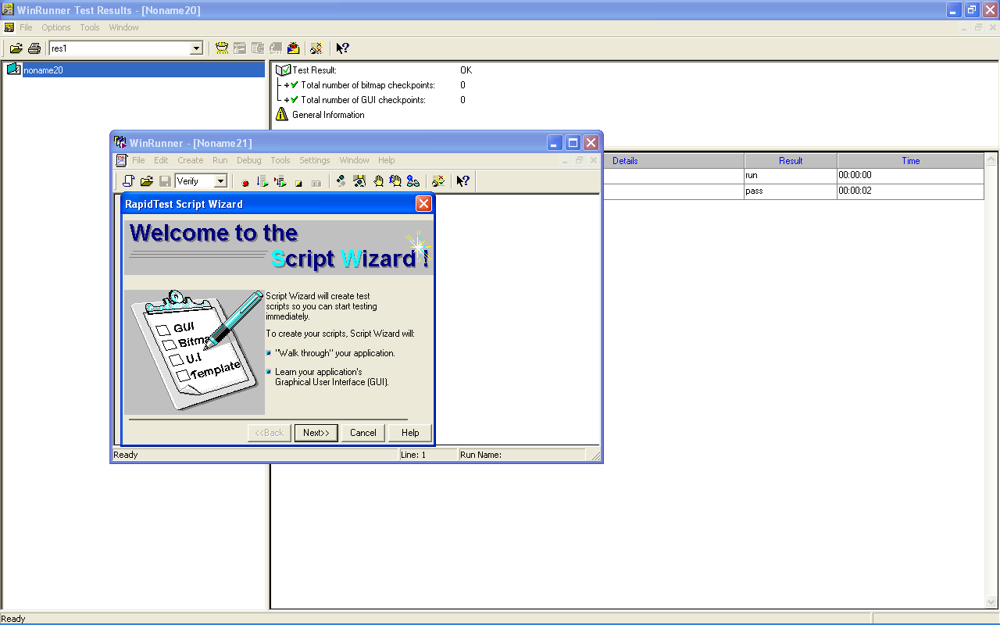 WinRunner Test Results - [Noname20]
File Options Tools Window
res1
noname20
Test Result: OK
Total number of bitmap checkpoints: 0
Total number of GUI checkpoints: 0
General Information
Details Result Time
run 00:00:00
pass 00:00:02
WinRunner - [Noname21]
File Edit Create Run Debug Tools Settings Window Help
Verify
RapidTest Script Wizard
Welcome to the
Script Wizard !
GUI
Bitma
U.I
Template
Script Wizard will create test
scripts so you can start testing
immediately.
To create your scripts, Script Wizard will:
"Walk through" your application.
Learn your application's
Graphical User Interface (GUI).
<<Back Next>> Cancel Help
Ready Line: 1 Run Name:
Ready